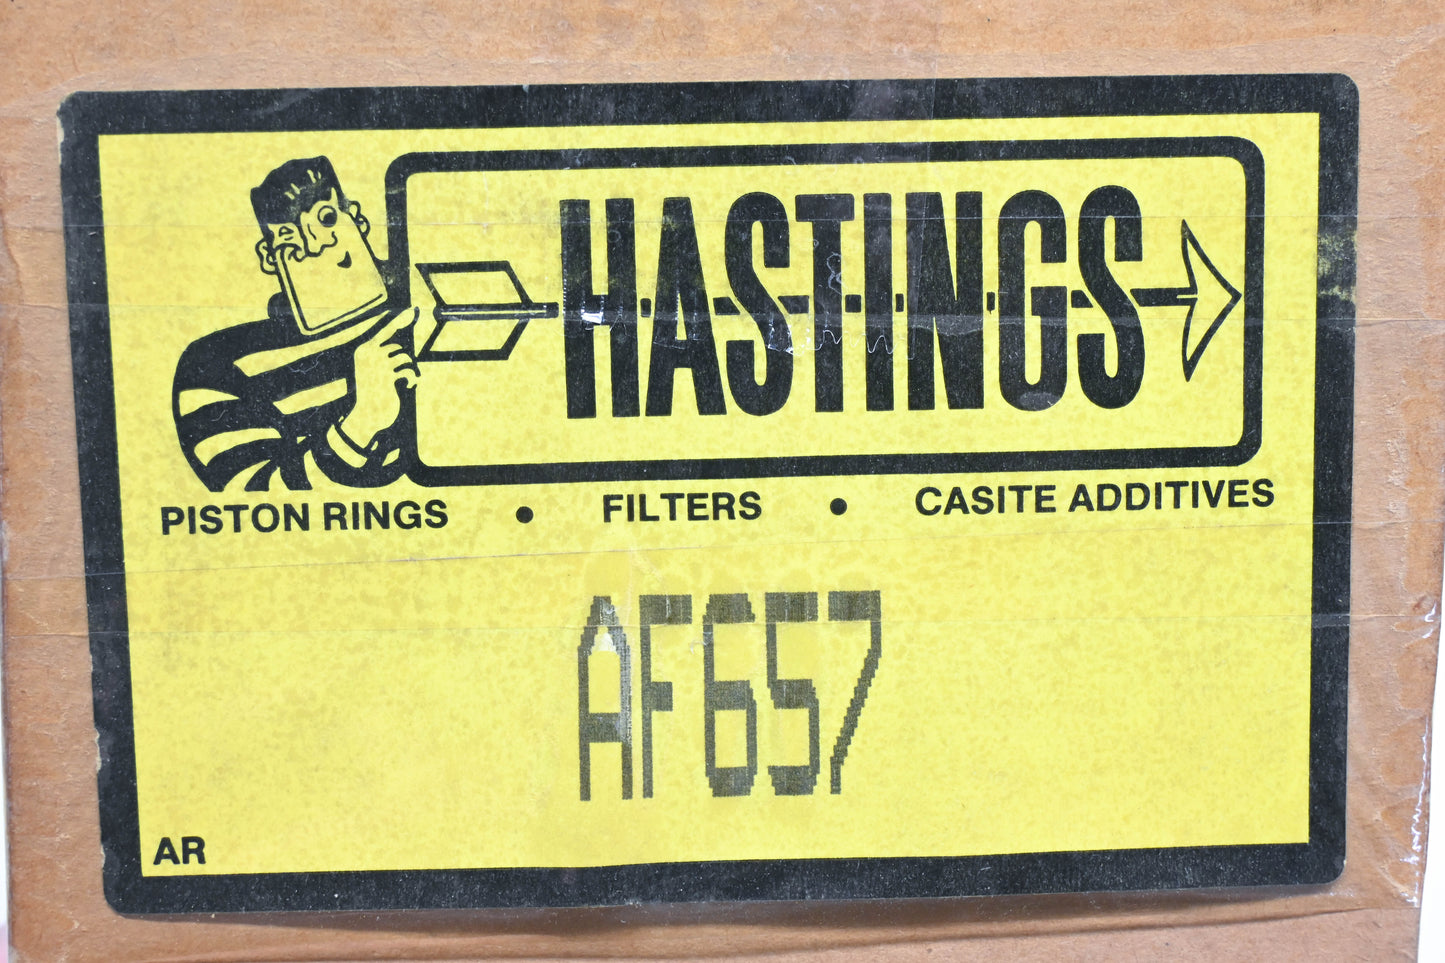 HASTINGS
PISTON RINGS • FILTERS • CASITE ADDITIVES
AF657
AR